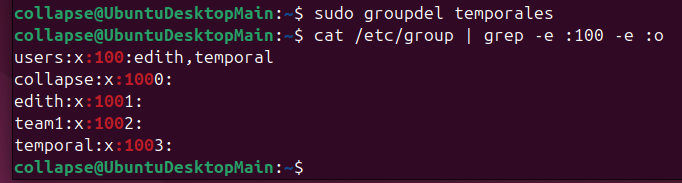 collapse@UbuntuDesktopMain:~$ sudo groupdel temporales
collapse@UbuntuDesktopMain:~$ cat /etc/group | grep -e :100 -e :o
users:x:100:edith,temporal
collapse:x:1000:
edith:x:1001:
team1:x:1002:
temporal:x:1003:
collapse@UbuntuDesktopMain:~$